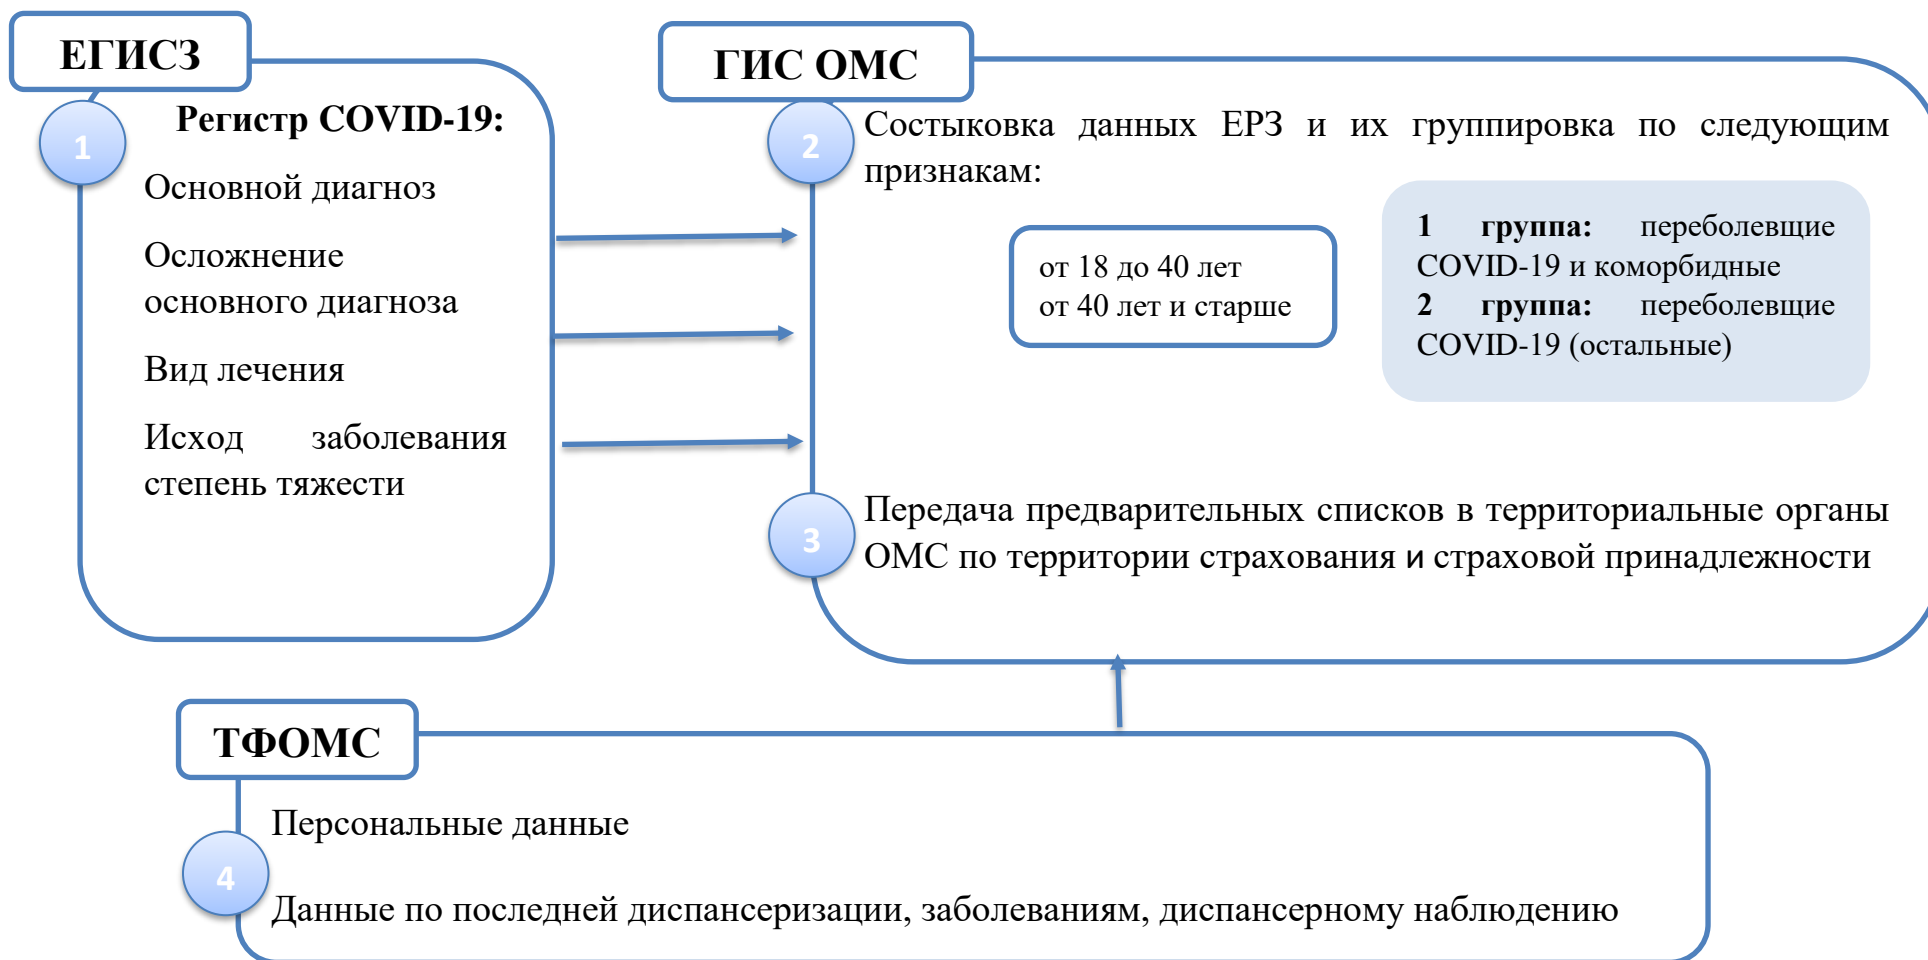 ЕГИСЗ
1
Регистр COVID-19:
Основной диагноз
Осложнение
основного диагноза
Вид лечения
Исход заболевания
степень тяжести
ГИС ОМС
2
Состыковка данных ЕРЗ и их группировка по следующим
признакам:
от 18 до 40 лет
от 40 лет и старше
1 группа: переболевщие
COVID-19 и коморбидные
2 группа: переболевщие
COVID-19 (остальные)
3
Передача предварительных списков в территориальные органы
ОМС по территории страхования и страховой принадлежности
ТФОМС
Персональные данные
4
Данные по последней диспансеризации, заболеваниям, диспансерному наблюдению